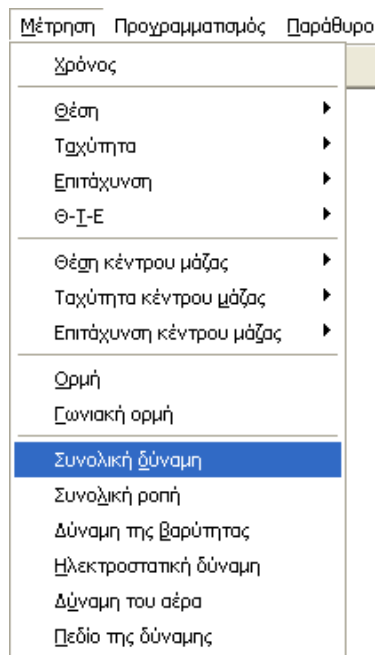 Μέτρηση Προγραμματισμός Παράθυρο
Χρόνος
Θέση
Ταχύτητα
Επιτάχυνση
Θ-Τ-Ε
Θέση κέντρου μάζας
Ταχύτητα κέντρου μάζας
Επιτάχυνση κέντρου μάζας
Ορμή
Γωνιακή ορμή
Συνολική δύναμη
Συνολική ροπή
Δύναμη της βαρύτητας
Ηλεκτροστατική δύναμη
Δύναμη του αέρα
Πεδίο της δύναμης